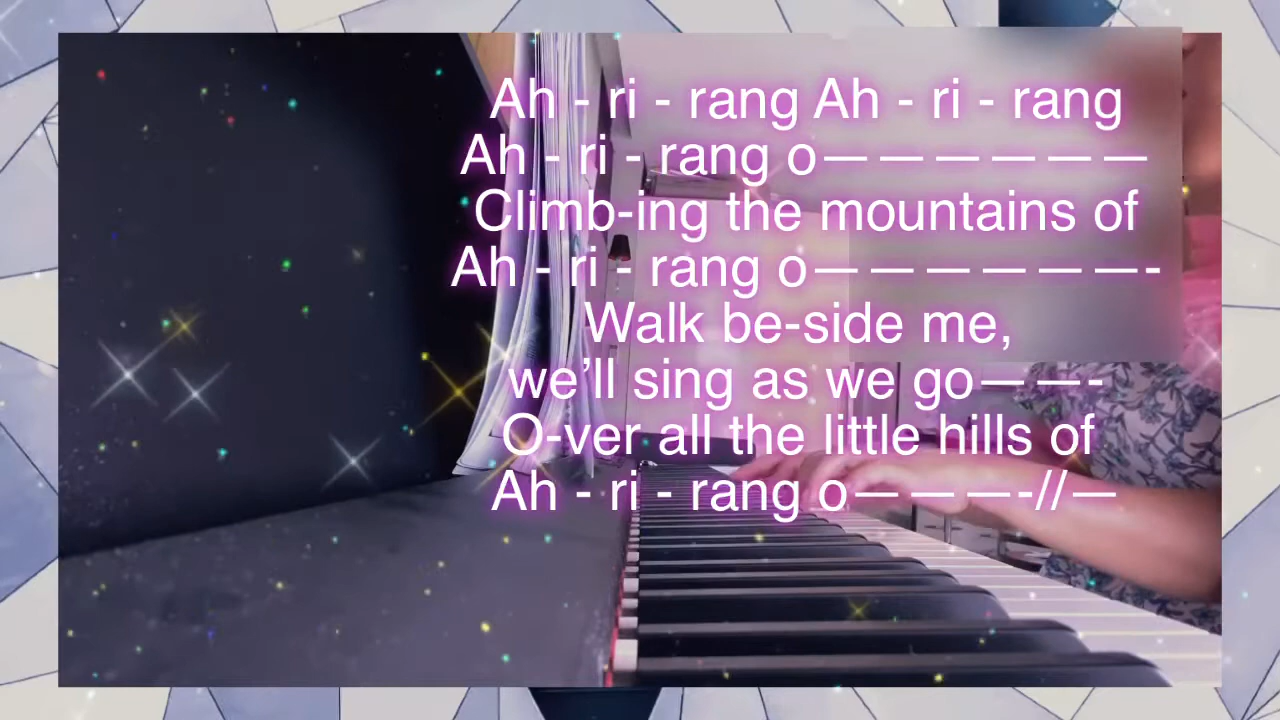 Ah - ri - rang Ah - ri - rang
Ah - ri - rang o— — — — — —
Climb-ing the mountains of
Ah - ri - rang o— — — — — —-
Walk be-side me,
we’ll sing as we go— —-
O-ver all the little hills of
Ah - ri - rang o— — —-//—